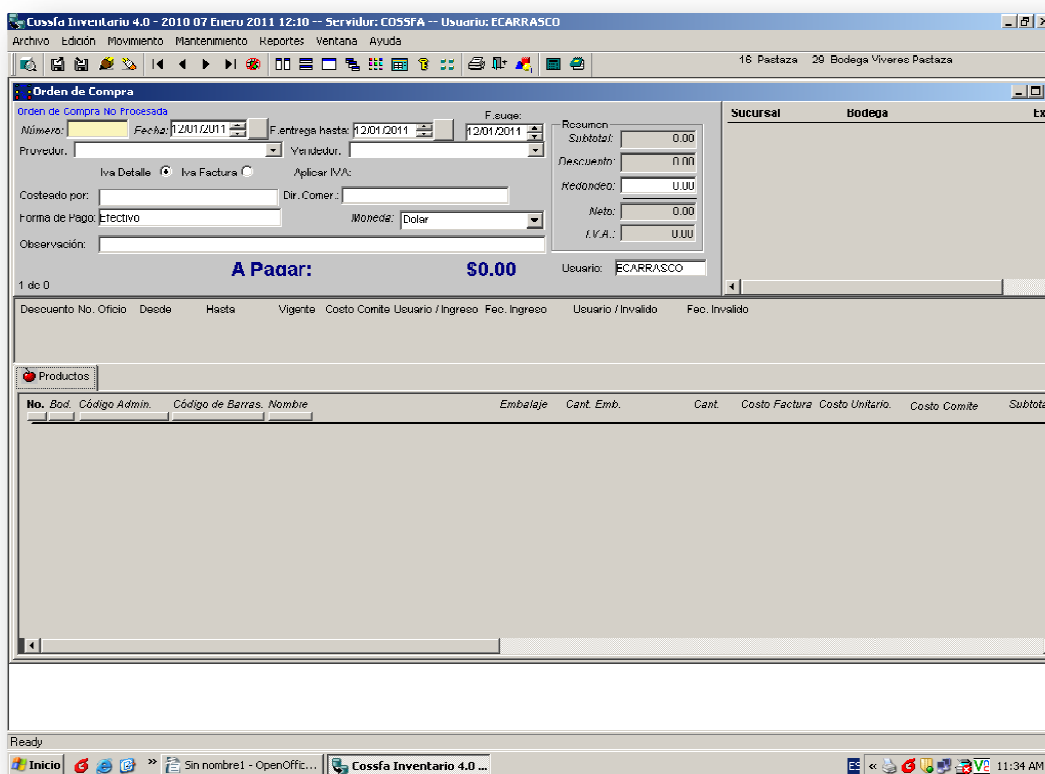 Cossfa Inventario 4.0 - 2010 07 Enero 2011 12:10 -- Servidor: COSSFA -- Usuario: ECARRASCO
Archivo Edición Movimiento Mantenimiento Reportes Ventana Ayuda
16 Pastaza 29 Bodega Viveres Pastaza
Orden de Compra
Orden de Compra No Procesada
Número: Fecha: 12/01/2011 F.entrega hasta: 12/01/2011 F.suge: 12/01/2011
Provedor. Vendedor.
Iva Detalle Iva Factura Aplicar IVA:
Costeado por: Dir. Comer.:
Forma de Pago: Efectivo Moneda: Dolar
Observación:
A Pagar: $0.00
1 de 0
Resumen
Subtotal: 0.00
Descuento: 0.00
Redondeo: 0.00
Neto: 0.00
I.V.A.: 0.00
Usuario: ECARRASCO
Sucursal Bodega Ex
Descuento No. Oficio Desde Hasta Vigente Costo Comite Usuario / Ingreso Fec. Ingreso Usuario / Invalido Fec. Invalido
Productos
No. Bod. Código Admin. Código de Barras. Nombre Embalaje Cant. Emb. Cant. Costo Factura Costo Unitario. Costo Comite Subtota
Ready
Inicio » Sin nombre1 - OpenOffic... Cossfa Inventario 4.0 ... ES « 11:34 AM